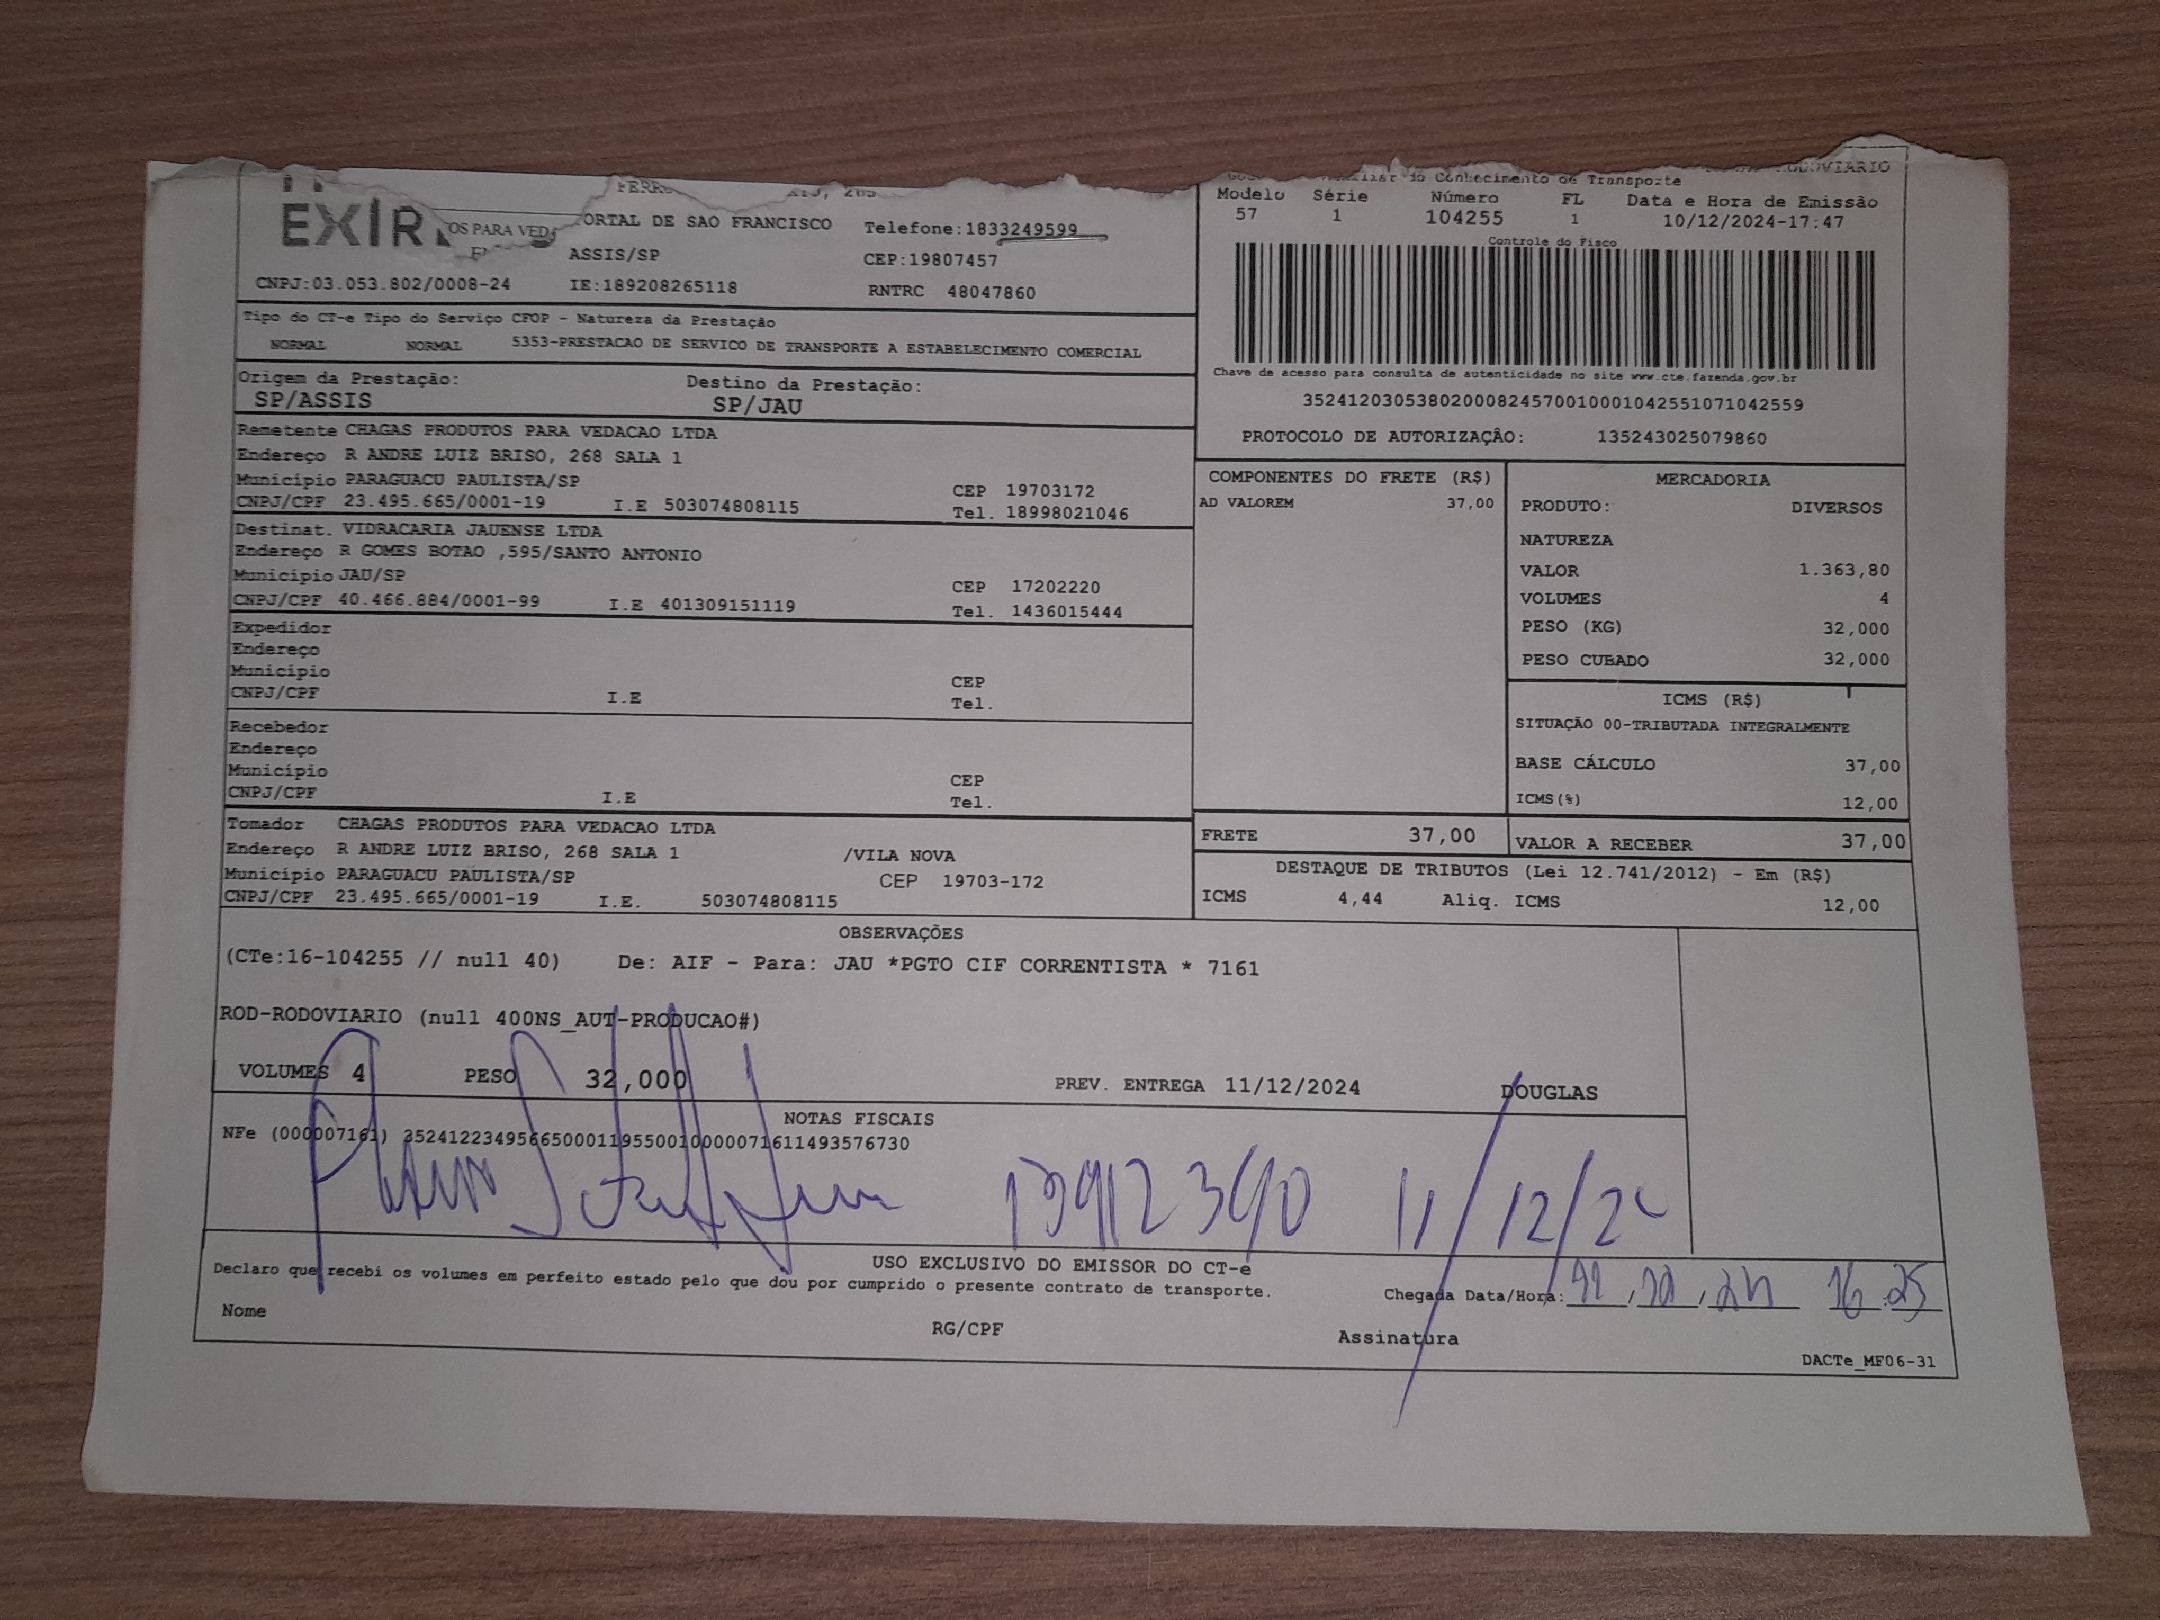 EXIR
OS PARA VEDA
ORTAL DE SAO FRANCISCO Telefone:1833249599
ASSIS/SP CEP:19807457
CNPJ:03.053.802/0008-24 IE:189208265118 RNTRC 48047860
RODOVIARIO
do Conhecimento de Transporte
Modelo Série Número FL Data e Hora de Emissão
57 1 104255 1 10/12/2024-17:47
Controle do Fisco
Chave de acesso para consulta de autenticidade no site www.cte.fazenda.gov.br
35241203053802000824570010001042551071042559
PROTOCOLO DE AUTORIZAÇÃO: 135243025079860
Tipo do CT-e Tipo do Serviço CFOP - Natureza da Prestação
NORMAL NORMAL 5353-PRESTACAO DE SERVICO DE TRANSPORTE A ESTABELECIMENTO COMERCIAL
Origem da Prestação: Destino da Prestação:
SP/ASSIS SP/JAU
Remetente CHAGAS PRODUTOS PARA VEDACAO LTDA
Endereço R ANDRE LUIZ BRISO, 268 SALA 1
Município PARAGUACU PAULISTA/SP CEP 19703172
CNPJ/CPF 23.495.665/0001-19 I.E 503074808115 Tel. 18998021046
Destinat. VIDRACARIA JAUENSE LTDA
Endereço R GOMES BOTAO ,595/SANTO ANTONIO
Município JAU/SP CEP 17202220
CNPJ/CPF 40.466.884/0001-99 I.E 401309151119 Tel. 1436015444
Expedidor
Endereço
Município CEP
CNPJ/CPF I.E Tel.
Recebedor
Endereço
Município CEP
CNPJ/CPF I.E Tel.
Tomador CHAGAS PRODUTOS PARA VEDACAO LTDA
Endereço R ANDRE LUIZ BRISO, 268 SALA 1 /VILA NOVA
Município PARAGUACU PAULISTA/SP CEP 19703-172
CNPJ/CPF 23.495.665/0001-19 I.E. 503074808115
COMPONENTES DO FRETE (R$)
AD VALOREM 37,00
MERCADORIA
PRODUTO: DIVERSOS
NATUREZA
VALOR 1.363,80
VOLUMES 4
PESO (KG) 32,000
PESO CUBADO 32,000
ICMS (R$)
SITUAÇÃO 00-TRIBUTADA INTEGRALMENTE
BASE CÁLCULO 37,00
ICMS(%) 12,00
FRETE 37,00 VALOR A RECEBER 37,00
DESTAQUE DE TRIBUTOS (Lei 12.741/2012) - Em (R$)
ICMS 4,44 Aliq. ICMS 12,00
OBSERVAÇÕES
(CTe:16-104255 // null 40) De: AIF - Para: JAU *PGTO CIF CORRENTISTA * 7161
ROD-RODOVIARIO (null 400NS_AUT-PRODUCAO#)
VOLUMES 4 PESO 32,000 PREV. ENTREGA 11/12/2024 DOUGLAS
NOTAS FISCAIS
NFe (000007161) 35241223495665000119550010000071611493576730
11/12/24
USO EXCLUSIVO DO EMISSOR DO CT-e
Declaro que recebi os volumes em perfeito estado pelo que dou por cumprido o presente contrato de transporte.
Chegada Data/Hora: 11,12,24 16:25
Nome RG/CPF Assinatura
DACTe_MF06-31